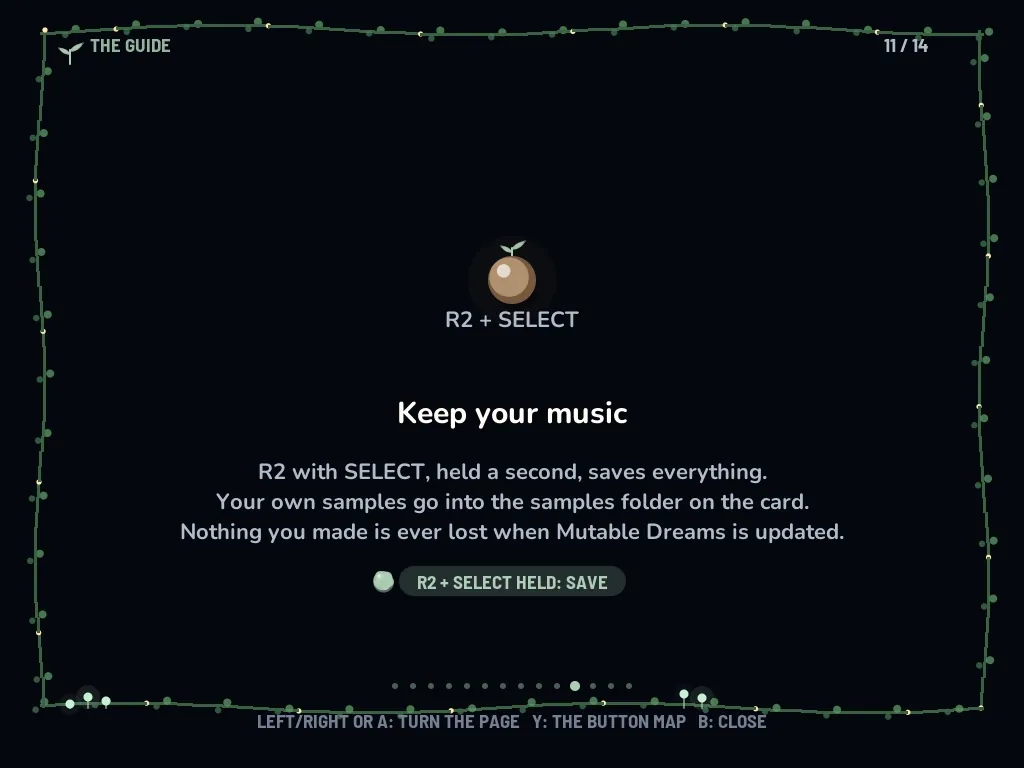 THE GUIDE
11 / 14
R2 + SELECT
Keep your music
R2 with SELECT, held a second, saves everything.
Your own samples go into the samples folder on the card.
Nothing you made is ever lost when Mutable Dreams is updated.
R2 + SELECT HELD: SAVE
LEFT/RIGHT OR A: TURN THE PAGE   Y: THE BUTTON MAP   B: CLOSE